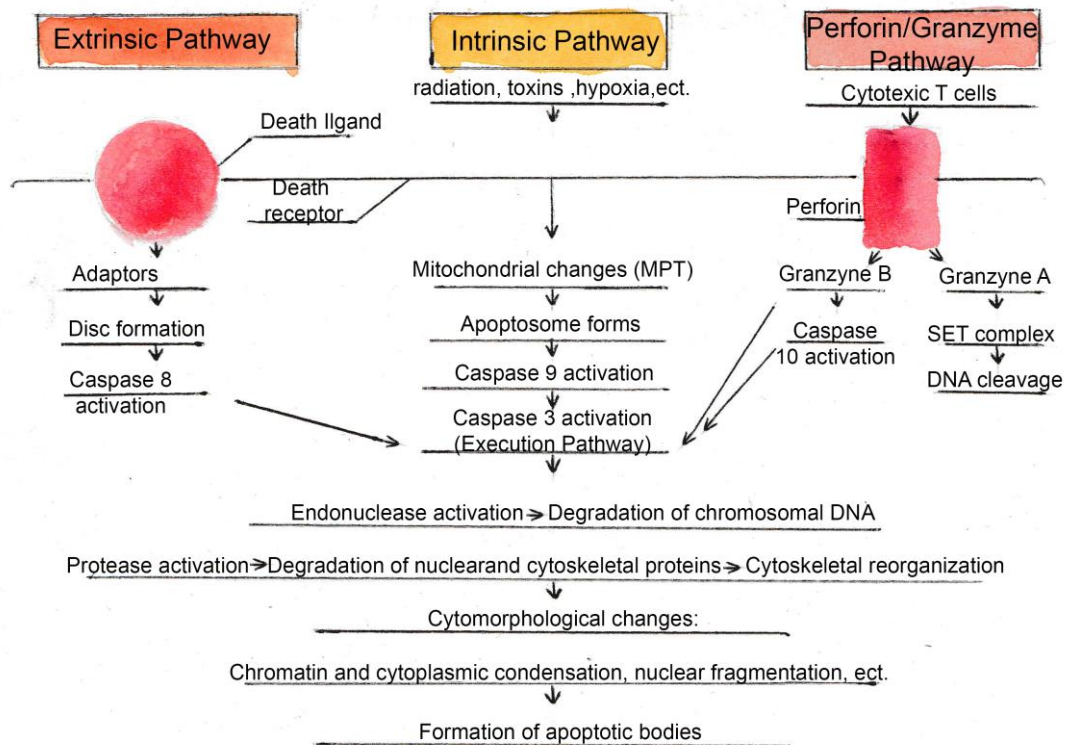 Extrinsic Pathway
Intrinsic Pathway
Perforin/Granzyme
Pathway
radiation, toxins ,hypoxia,ect.
Cytotexic T cells
Death Ilgand
Death
receptor
Perforin
Adaptors
Disc formation
Caspase 8
activation
Mitochondrial changes (MPT)
Apoptosome forms
Caspase 9 activation
Caspase 3 activation
(Execution Pathway)
Granzyne B
Caspase
10 activation
Granzyne A
SET complex
DNA cleavage
Endonuclease activation Degradation of chromosomal DNA
Protease activation Degradation of nuclearand cytoskeletal proteins Cytoskeletal reorganization
Cytomorphological changes:
Chromatin and cytoplasmic condensation, nuclear fragmentation, ect.
Formation of apoptotic bodies